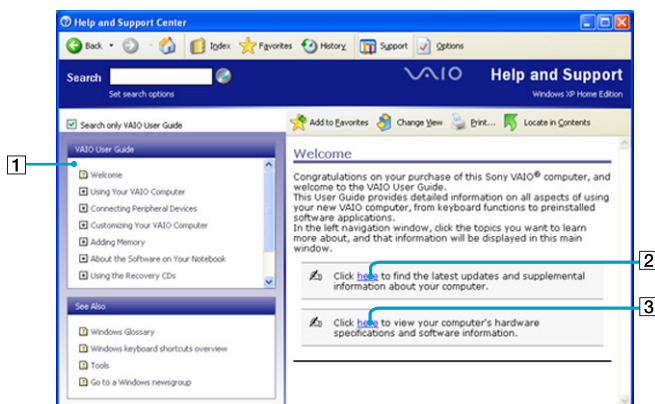 Help and Support Center
Back
Index
Favorites
History
Support
Options
Search
Set search options
VAIO
Help and Support
Windows XP Home Edition
Search only VAIO User Guide
Add to Favorites
Change View
Print...
Locate in Contents
VAIO User Guide
Welcome
Using Your VAIO Computer
Connecting Peripheral Devices
Customizing Your VAIO Computer
Adding Memory
About the Software on Your Notebook
Using the Recovery CDs
See Also
Windows Glossary
Windows keyboard shortcuts overview
Tools
Go to a Windows newsgroup
Welcome
Congratulations on your purchase of this Sony VAIO® computer, and
welcome to the VAIO User Guide.
This User Guide provides detailed information on all aspects of using
your new VAIO computer, from keyboard functions to preinstalled
software applications.
In the left navigation window, click the topics you want to learn
more about, and that information will be displayed in this main
window.
Click here to find the latest updates and supplemental
information about your computer.
Click here to view your computer's hardware
specifications and software information.
1
2
3